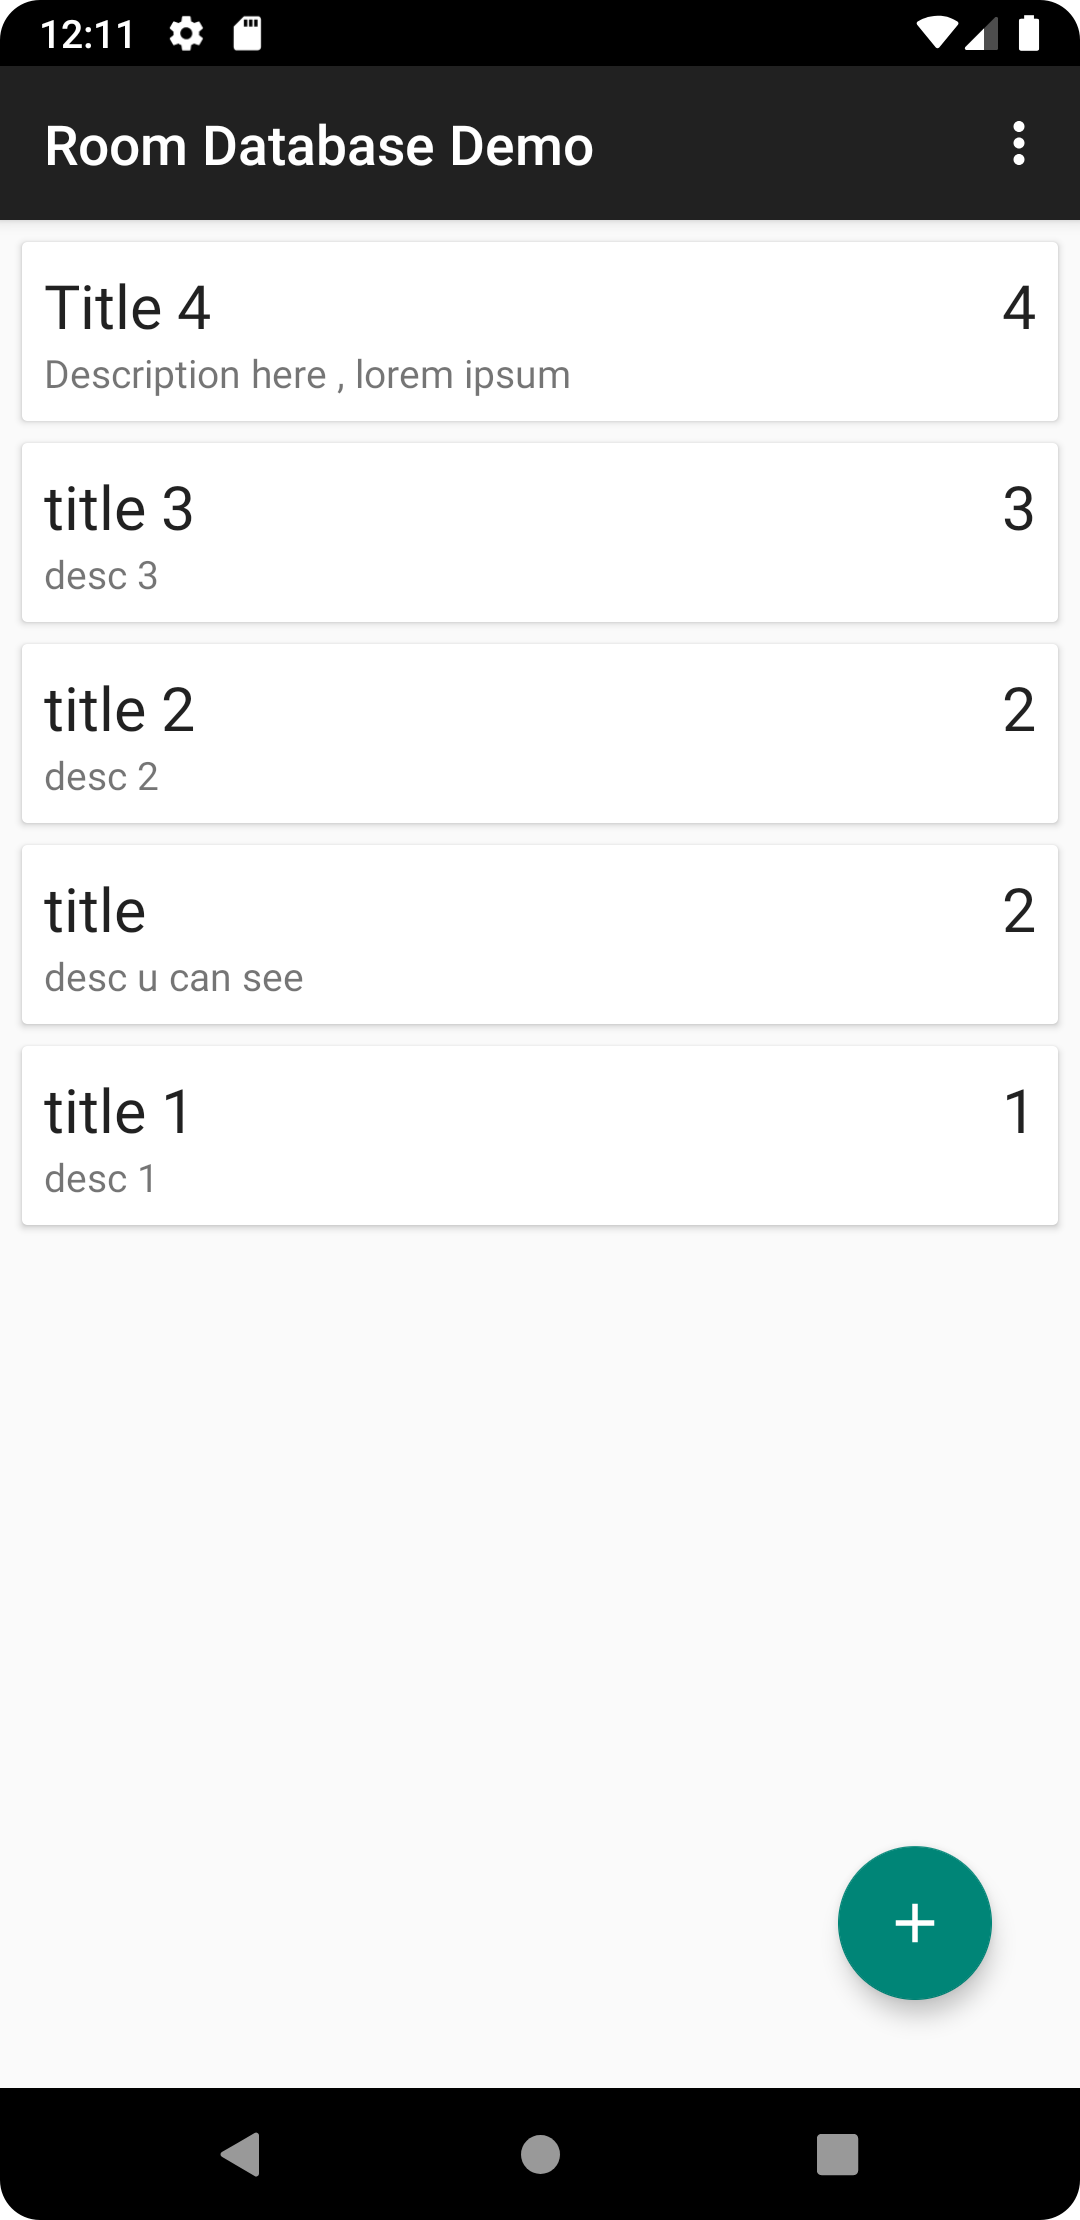 12:11
Room Database Demo
Title 4 4
Description here , lorem ipsum
title 3 3
desc 3
title 2 2
desc 2
title 2
desc u can see
title 1 1
desc 1